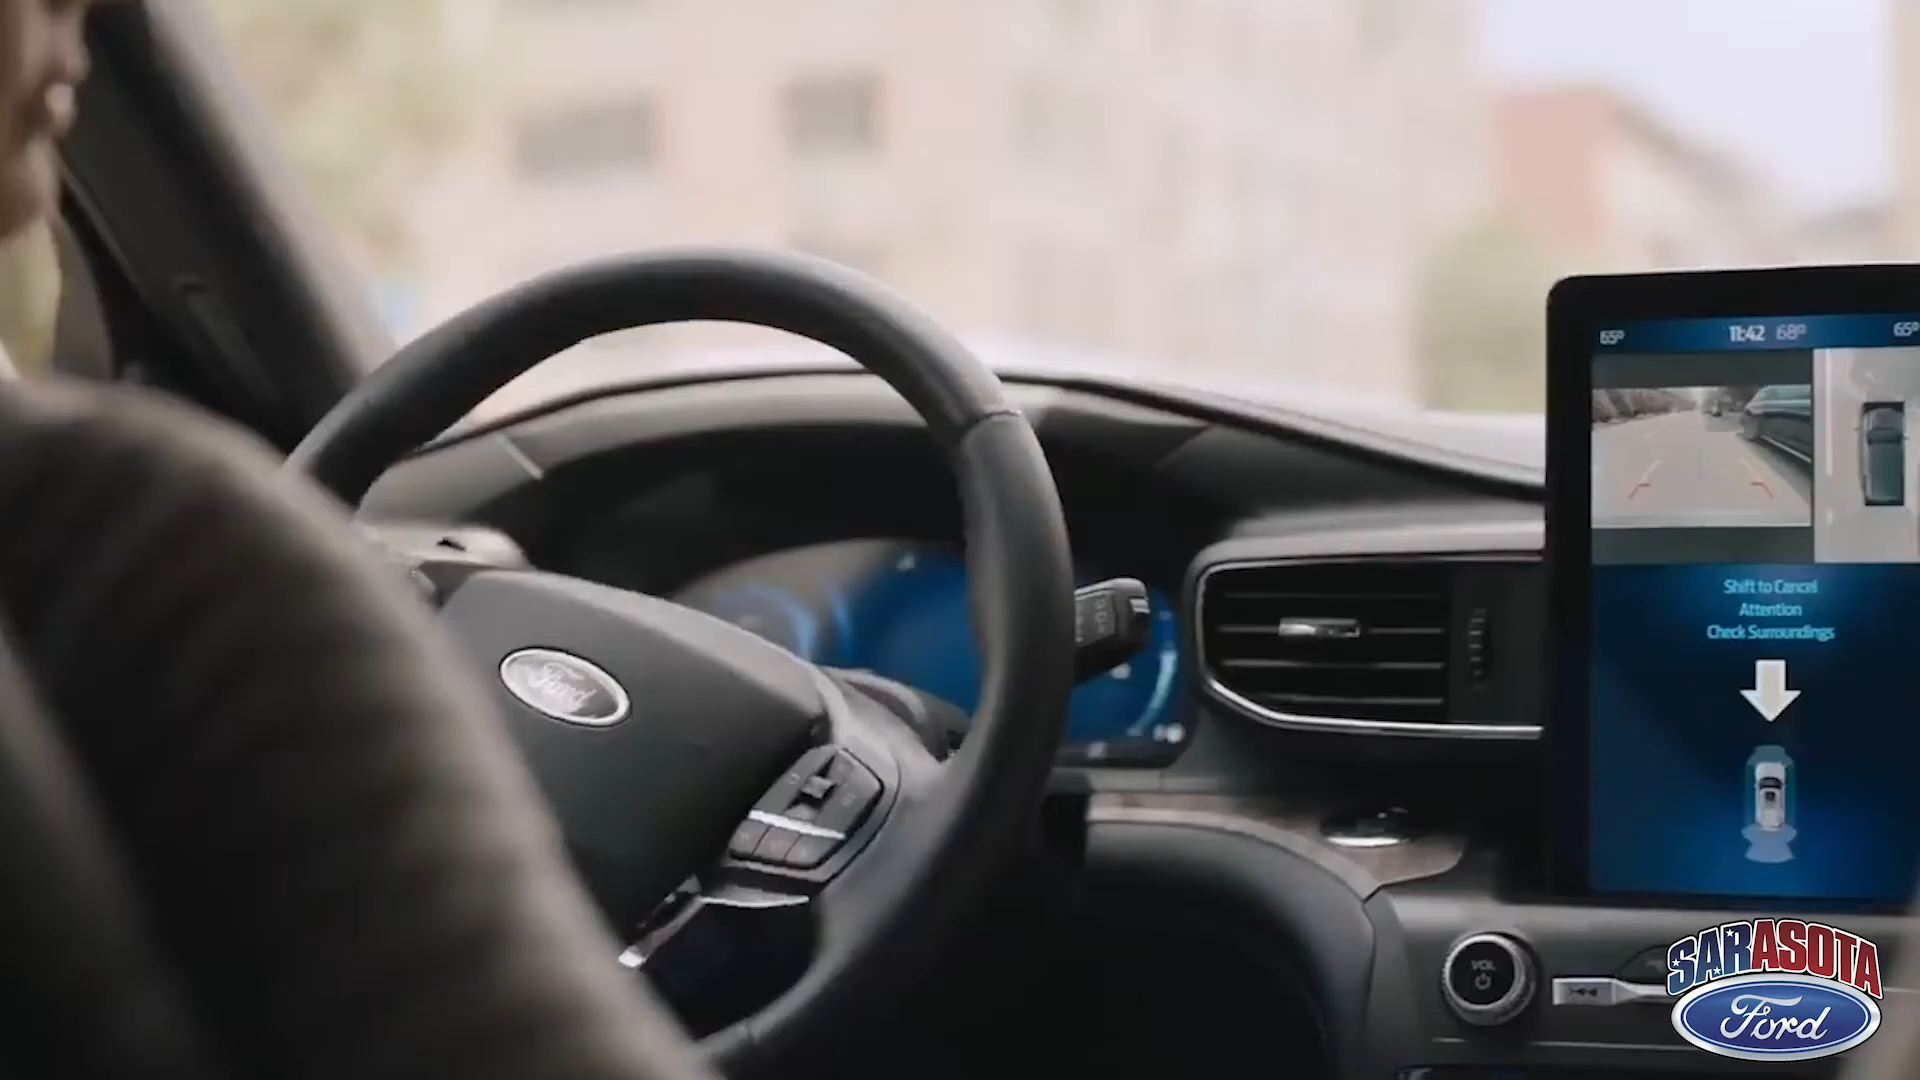 65°
11:42 68°
65°
Shift to Cancel
Attention
Check Surroundings
Ford
VOL
SARASOTA
Ford